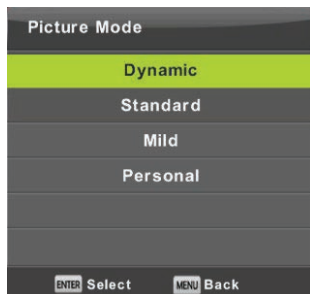 Picture Mode
Dynamic
Standard
Mild
Personal
ENTER Select MENU Back